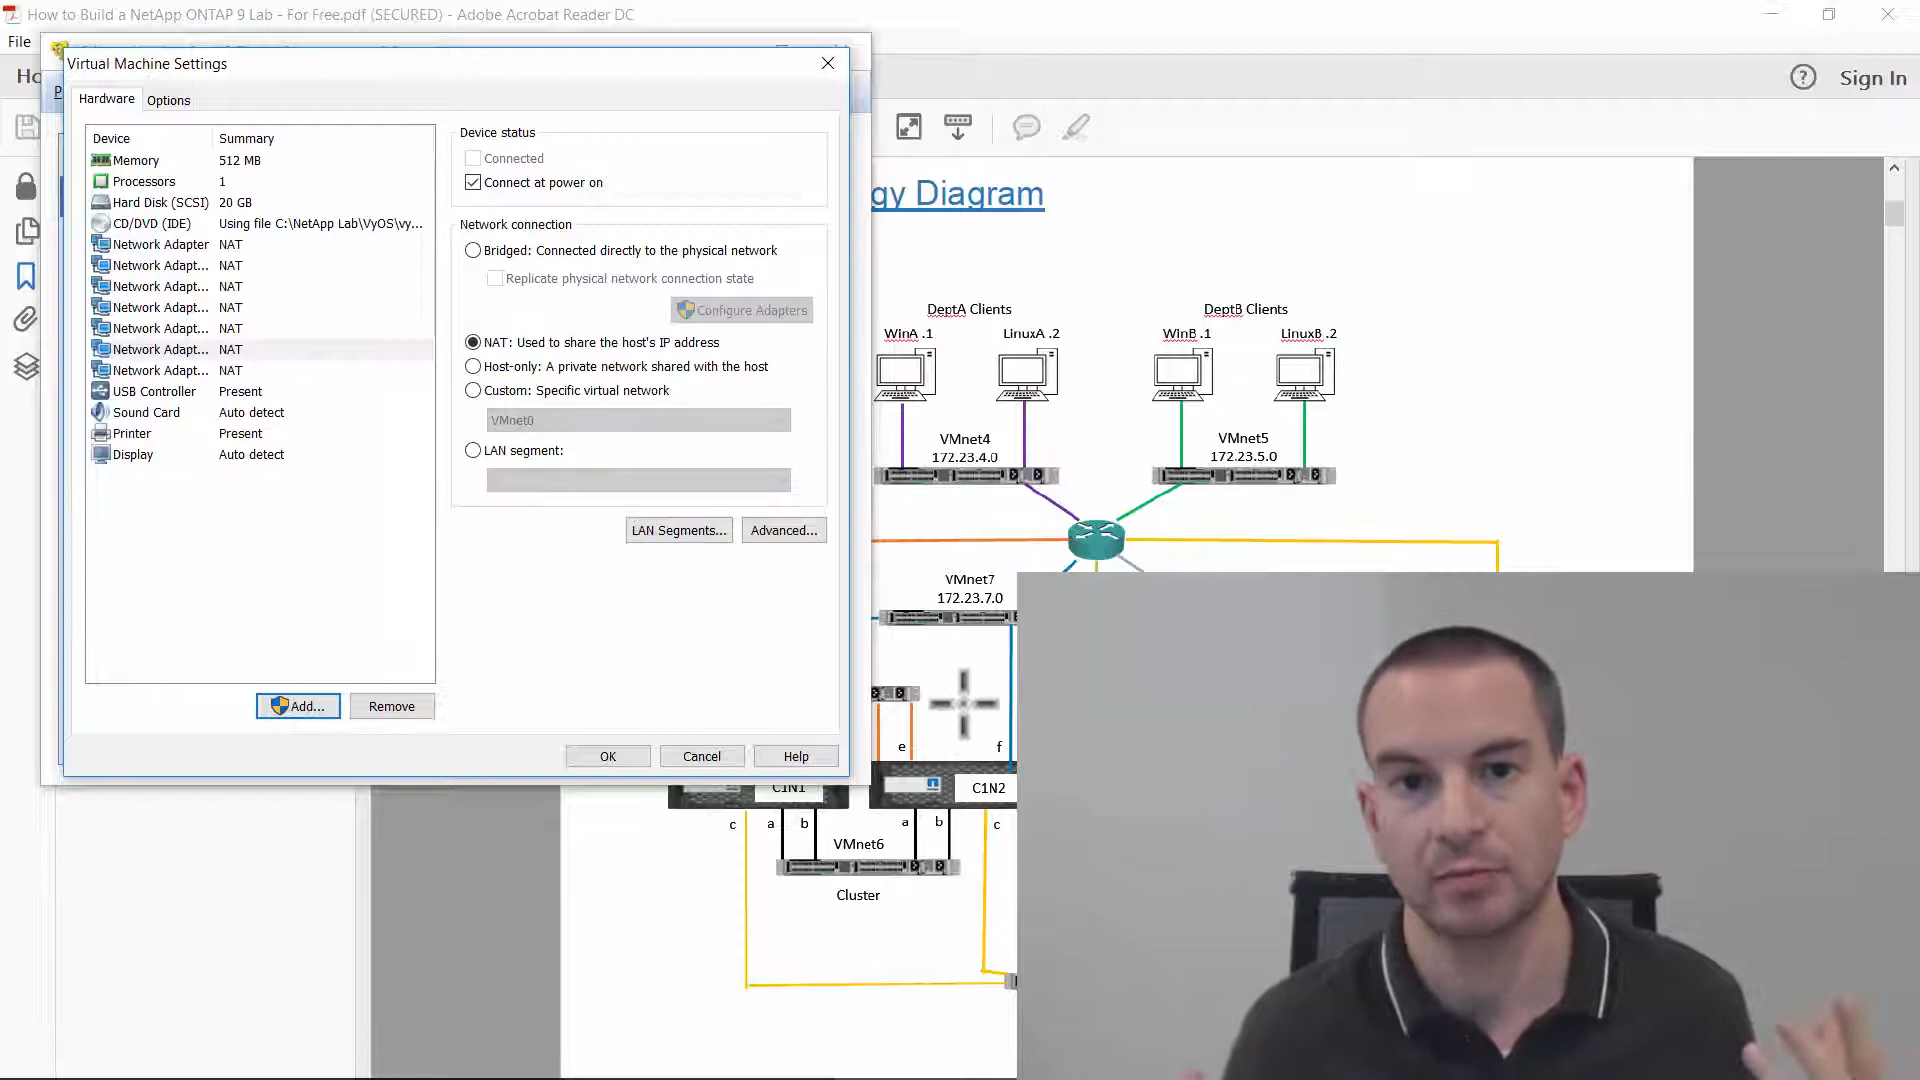 How to Build a NetApp ONTAP 9 Lab - For Free.pdf (SECURED) - Adobe Acrobat Reader DC
File
Sign In
Virtual Machine Settings
Hardware
Options
Device Summary
Memory 512 MB
Processors 1
Hard Disk (SCSI) 20 GB
CD/DVD (IDE) Using file C:\NetApp Lab\VyOS\vy...
Network Adapter NAT
Network Adapt... NAT
Network Adapt... NAT
Network Adapt... NAT
Network Adapt... NAT
Network Adapt... NAT
Network Adapt... NAT
USB Controller Present
Sound Card Auto detect
Printer Present
Display Auto detect
Add...
Remove
Device status
Connected
Connect at power on
Network connection
Bridged: Connected directly to the physical network
Replicate physical network connection state
Configure Adapters
NAT: Used to share the host's IP address
Host-only: A private network shared with the host
Custom: Specific virtual network
VMnet0
LAN segment:
LAN Segments...
Advanced...
OK
Cancel
Help
gy Diagram
DeptA Clients
DeptB Clients
WinA .1
LinuxA .2
WinB .1
LinuxB .2
VMnet4
172.23.4.0
VMnet5
172.23.5.0
VMnet7
172.23.7.0
e
f
C1N1
C1N2
c
a
b
a
b
c
VMnet6
Cluster